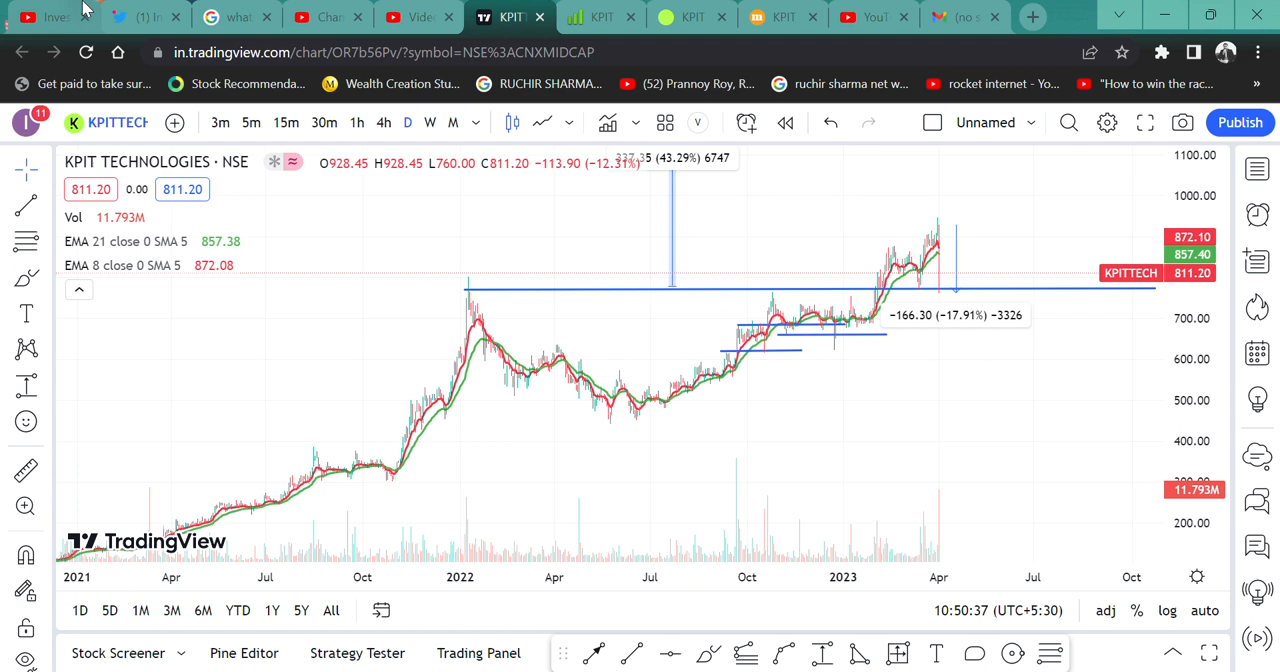 Inves
(1) In
what
Chan
Vide
KPIT
KPIT
KPIT
KPIT
YouT
(no s
in.tradingview.com/chart/OR7b56Pv/?symbol=NSE%3ACNXMIDCAP
Get paid to take sur...
Stock Recommenda...
Wealth Creation Stu...
RUCHIR SHARMA...
(52) Prannoy Roy, R...
ruchir sharma net w...
rocket internet - Yo...
"How to win the rac...
»
I
11
K
KPITTECH
3m 5m 15m 30m 1h 4h D W M
V
Unnamed
Publish
KPIT TECHNOLOGIES · NSE
O928.45 H928.45 L760.00 C811.20 −113.90 (−12.31%)
337.35 (43.29%) 6747
811.20 0.00 811.20
Vol 11.793M
EMA 21 close 0 SMA 5 857.38
EMA 8 close 0 SMA 5 872.08
−166.30 (−17.91%) −3326
1100.00
1000.00
872.10
857.40
KPITTECH 811.20
700.00
600.00
500.00
400.00
300.00
11.793M
200.00
TradingView
2021 Apr Jul Oct 2022 Apr Jul Oct 2023 Apr Jul Oct
1D 5D 1M 3M 6M YTD 1Y 5Y All
10:50:37 (UTC+5:30)
adj % log auto
Stock Screener
Pine Editor
Strategy Tester
Trading Panel
T